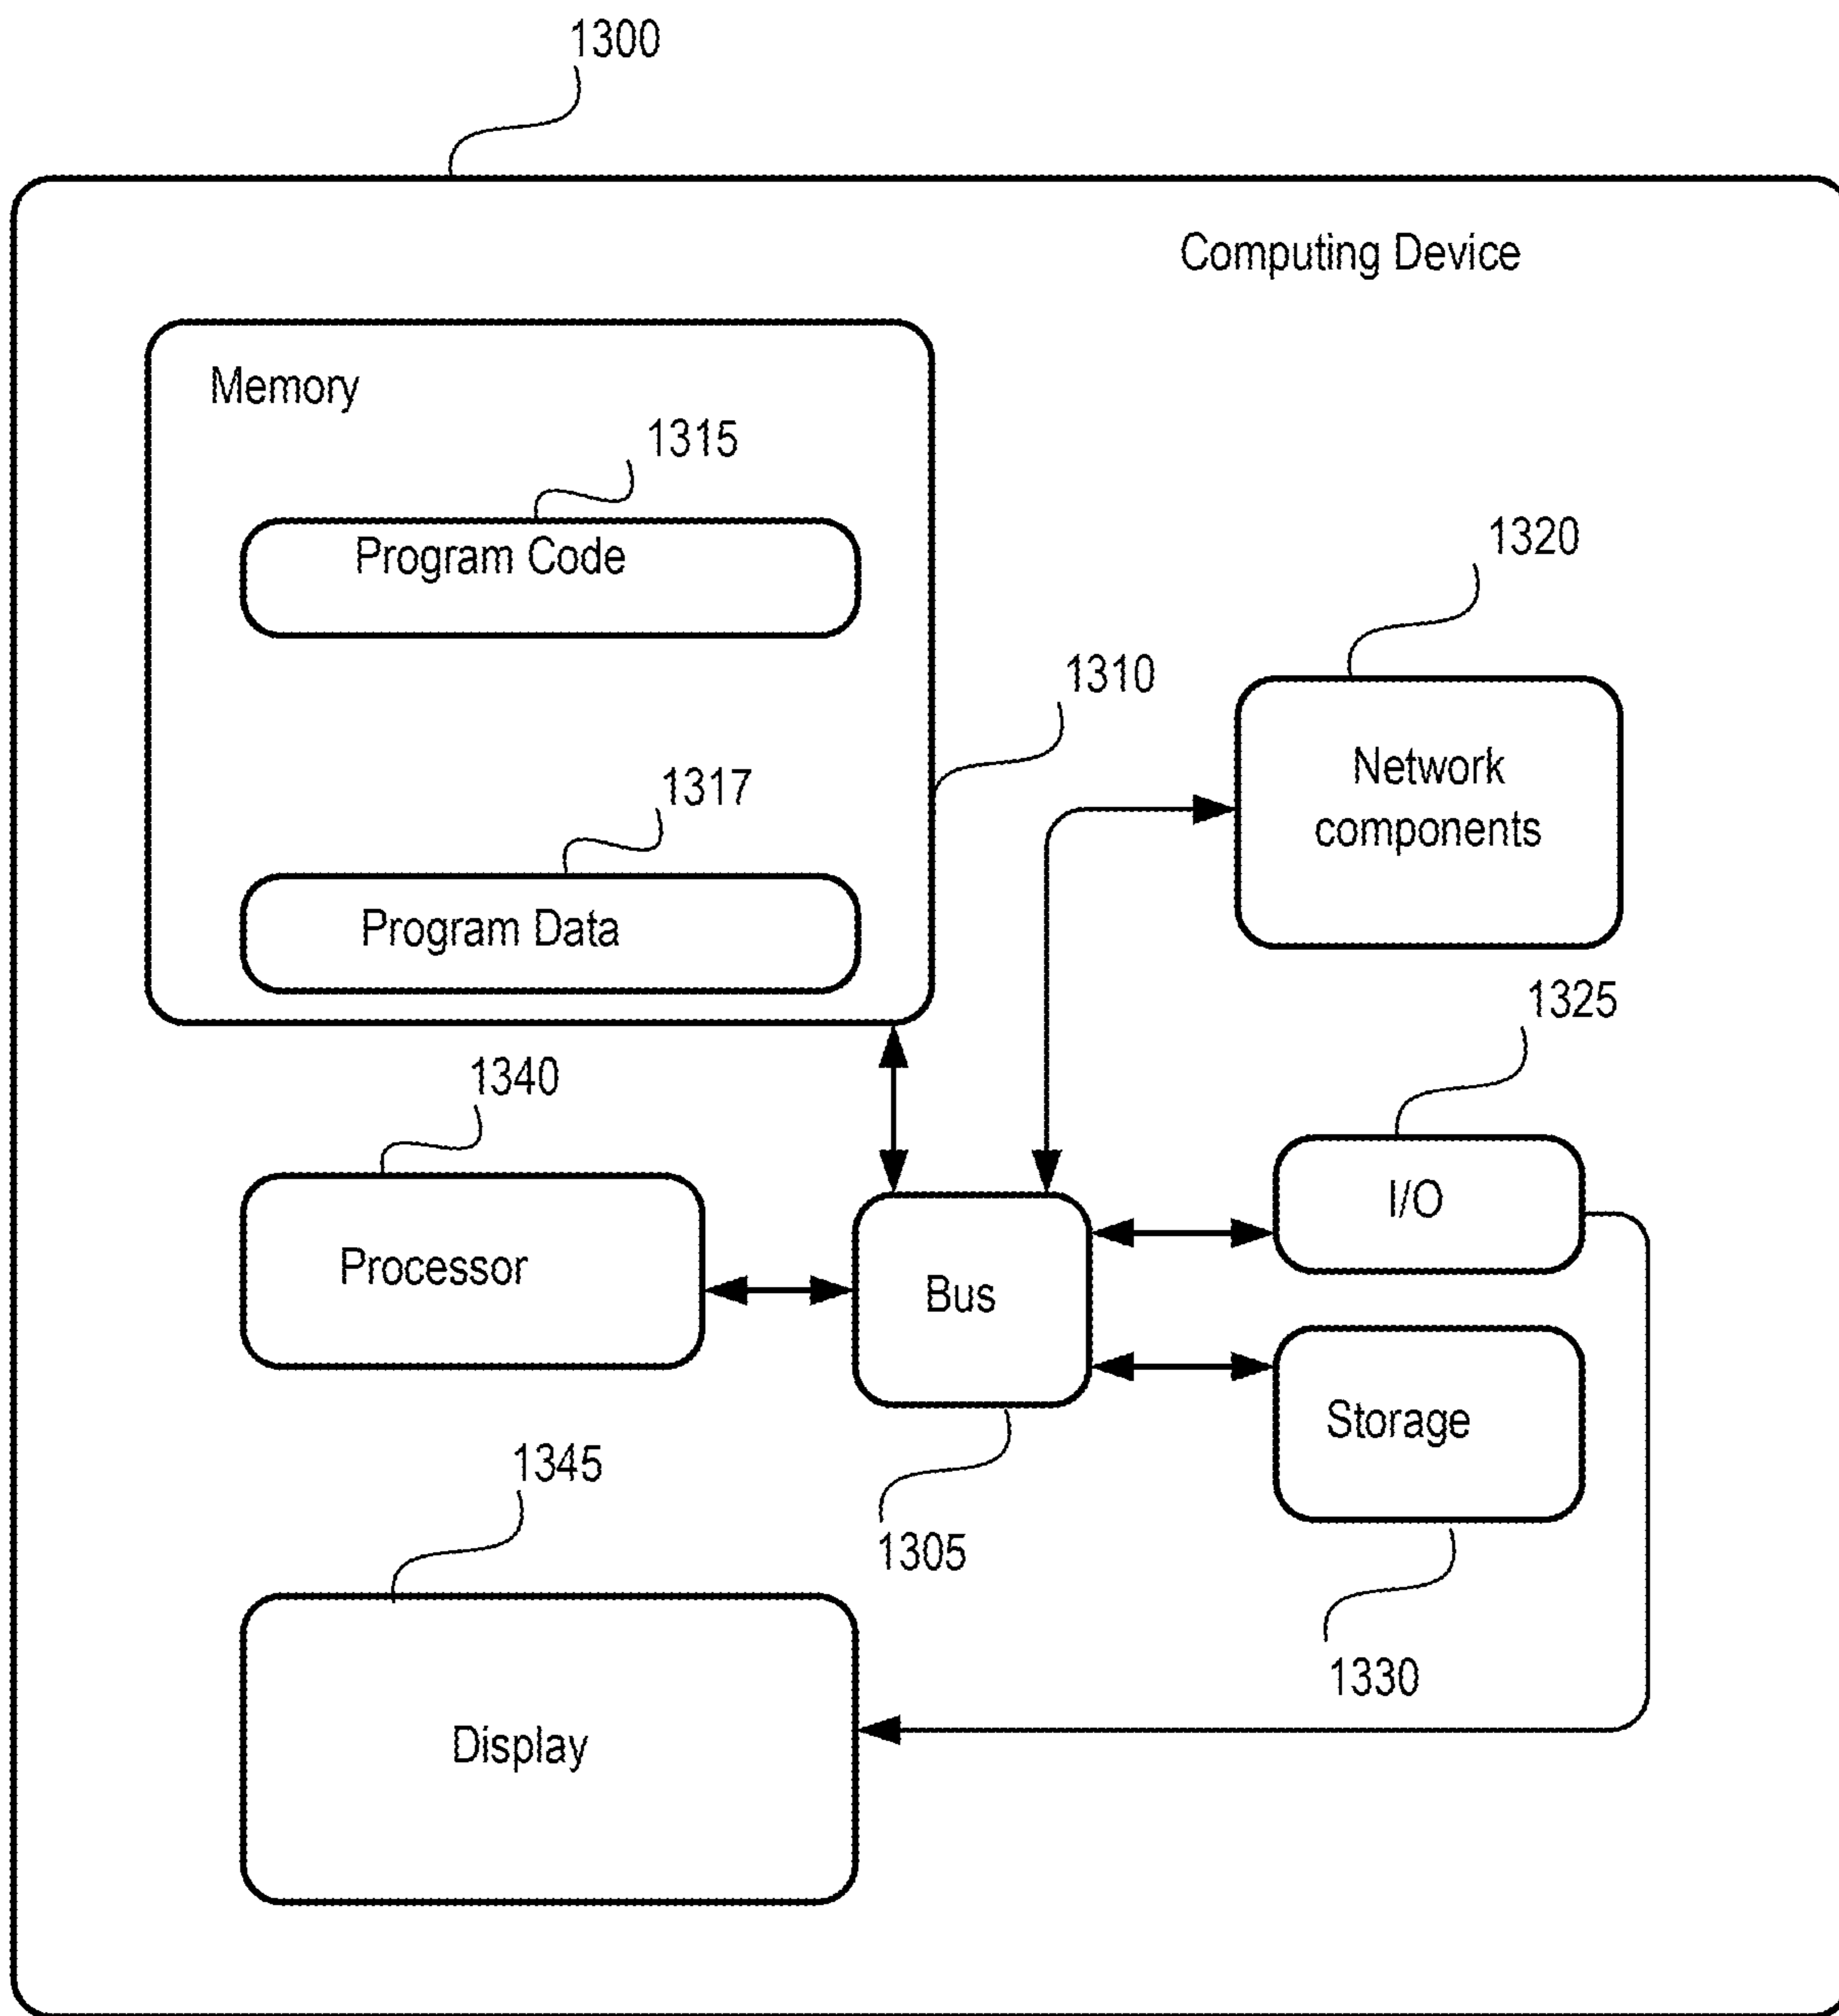 1300
Computing Device
Memory
1315
Program Code
1320
1310
Network
components
1317
Program Data
1325
1340
I/O
Processor
Bus
Storage
1345
1305
1330
Display